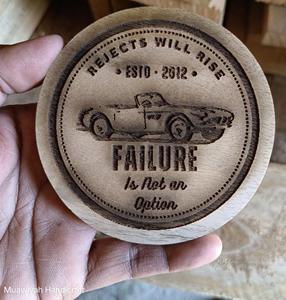 REJECTS WILL RISE
• ESTD • 2012 •
FAILURE
Is Not an
Option
Muawiyah Handicraft